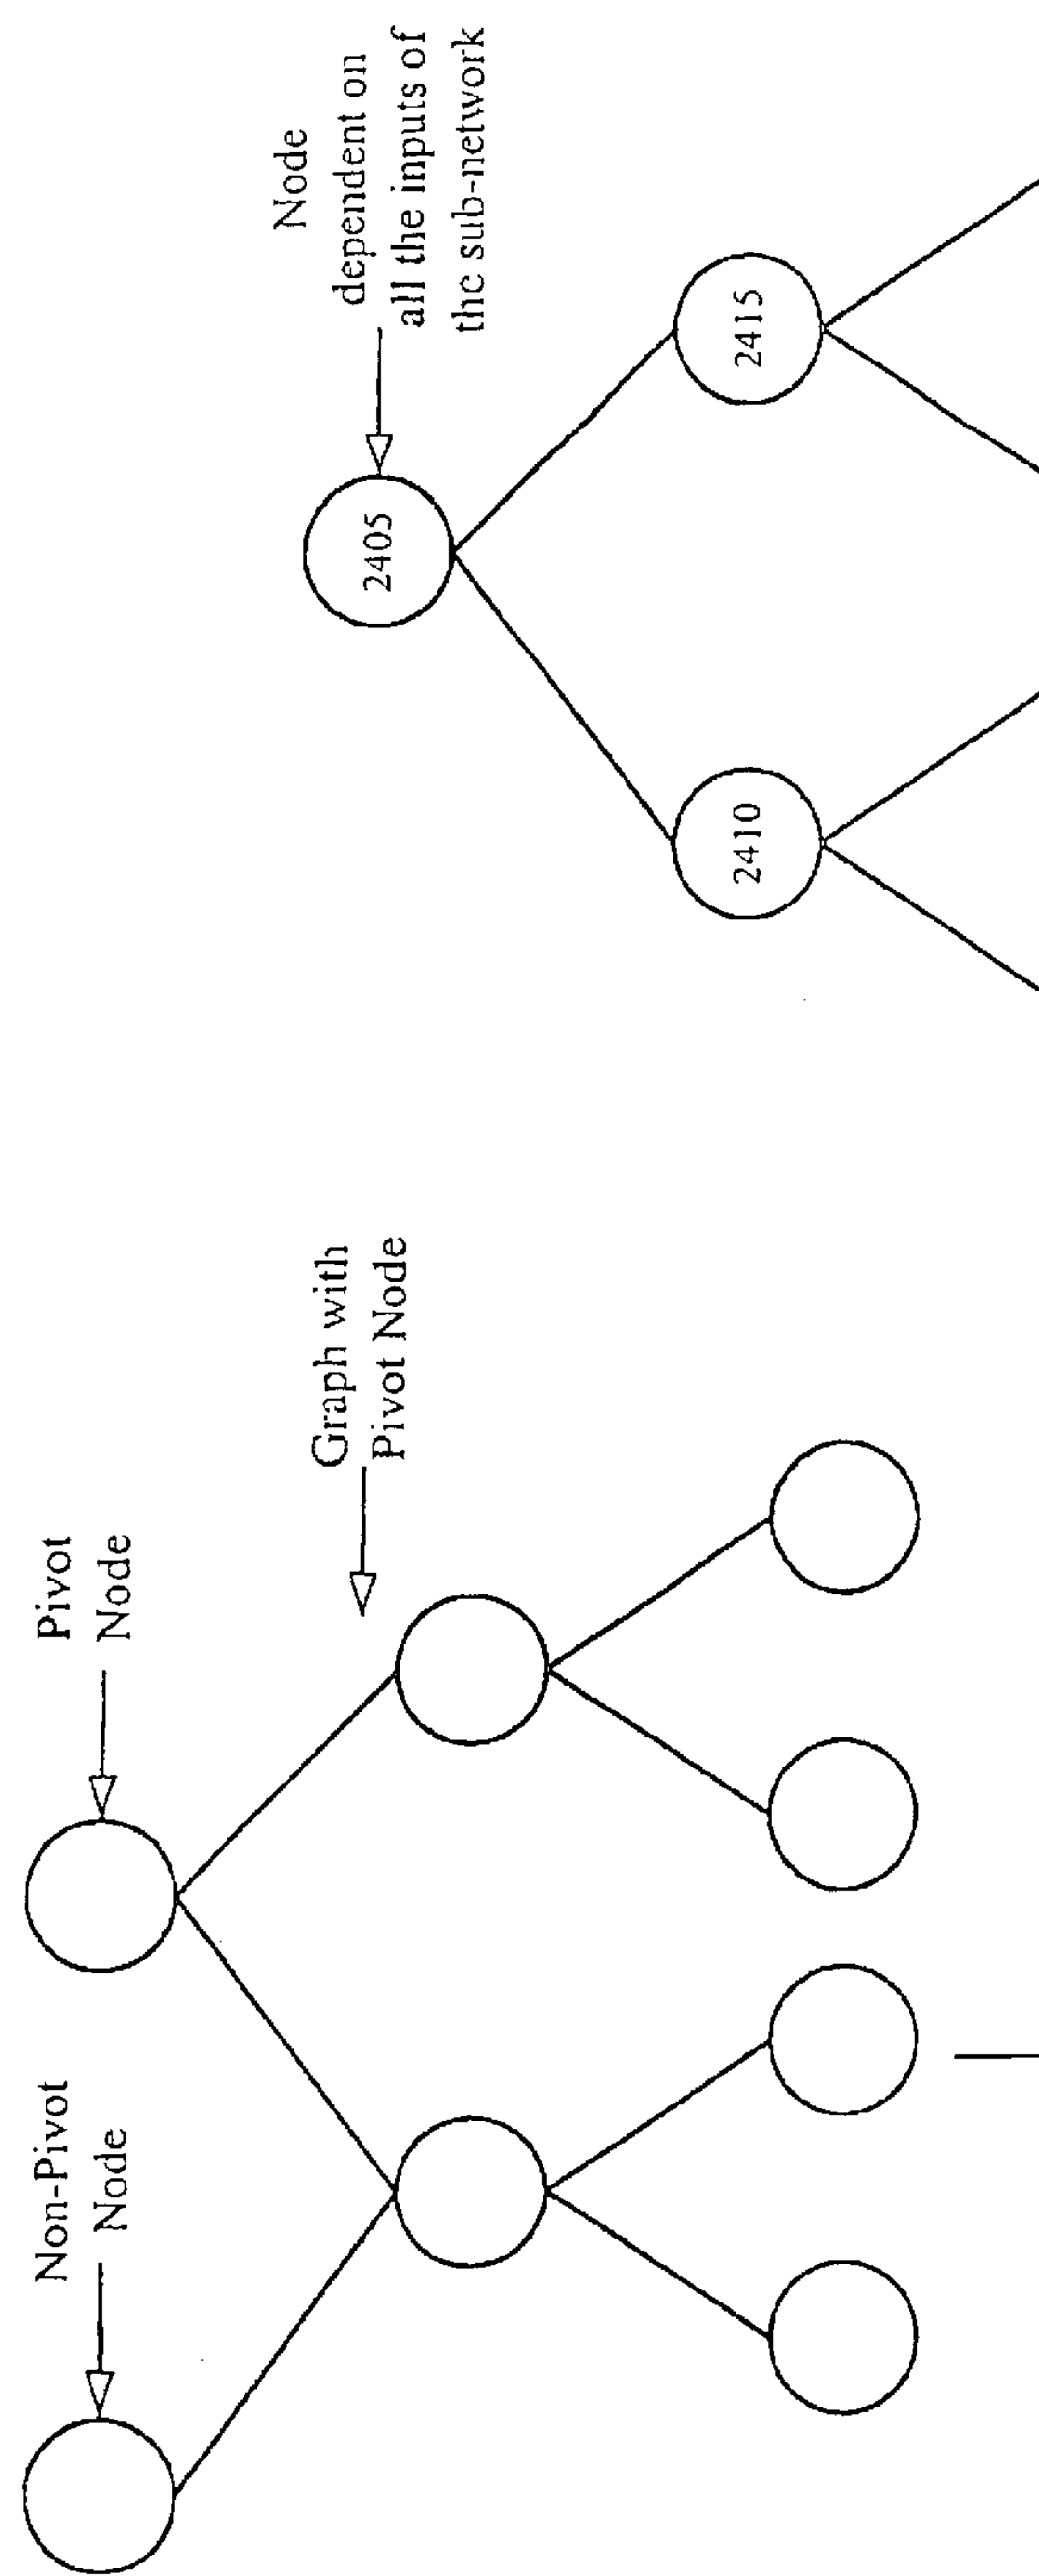 Non-Pivot
Node
Pivot
Node
Graph with
Pivot Node
Node
dependent on
all the inputs of
the sub-network
2405
2410
2415